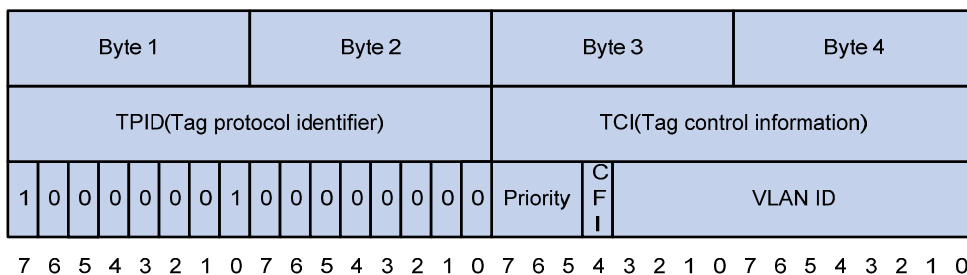 Byte 1 Byte 2 Byte 3 Byte 4
TPID(Tag protocol identifier) TCI(Tag control information)
1 0 0 0 0 0 0 1 0 0 0 0 0 0 0 0 Priority CFI VLAN ID
7 6 5 4 3 2 1 0 7 6 5 4 3 2 1 0 7 6 5 4 3 2 1 0 7 6 5 4 3 2 1 0